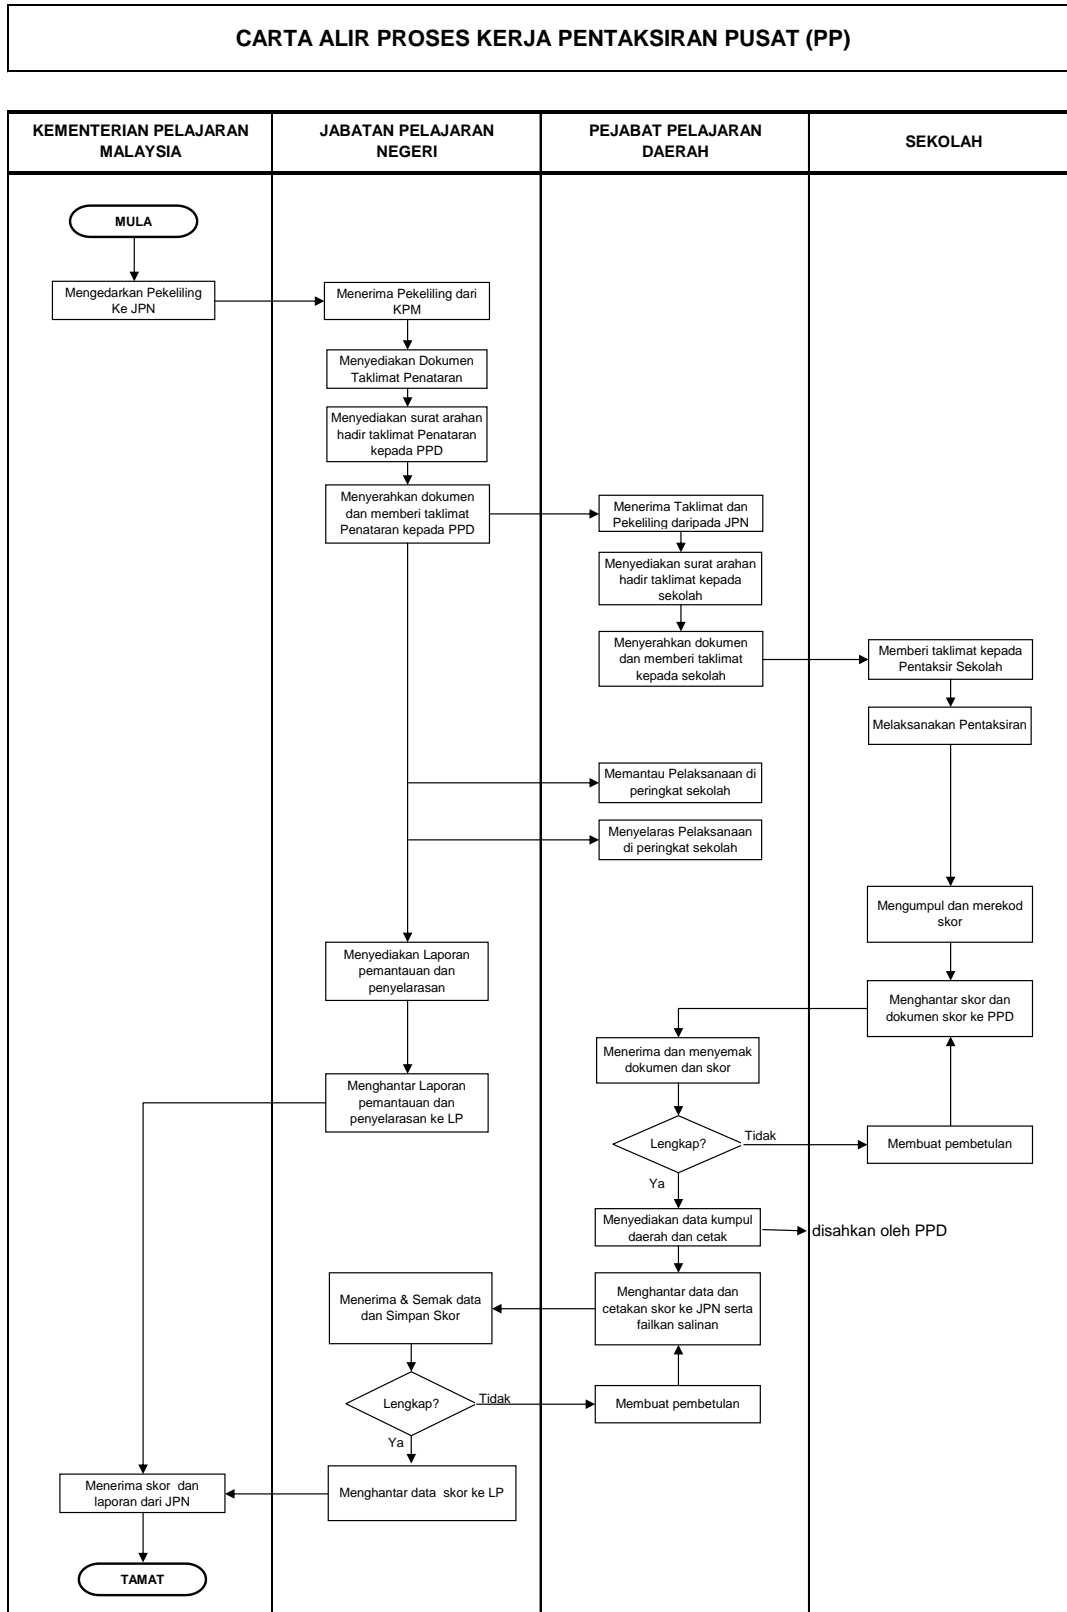 CARTA ALIR PROSES KERJA PENTAKSIRAN PUSAT (PP)
KEMENTERIAN PELAJARAN
MALAYSIA
JABATAN PELAJARAN
NEGERI
PEJABAT PELAJARAN
DAERAH
SEKOLAH
MULA
Mengedarkan Pekeliling
Ke JPN
Menerima Pekeliling dari
KPM
Menyediakan Dokumen
Taklimat Penataran
Menyediakan surat arahan
hadir taklimat Penataran
kepada PPD
Menyerahkan dokumen
dan memberi taklimat
Penataran kepada PPD
Menerima Taklimat dan
Pekeliling daripada JPN
Menyediakan surat arahan
hadir taklimat kepada
sekolah
Menyerahkan dokumen
dan memberi taklimat
kepada sekolah
Memberi taklimat kepada
Pentaksir Sekolah
Melaksanakan Pentaksiran
Memantau Pelaksanaan di
peringkat sekolah
Menyelaras Pelaksanaan
di peringkat sekolah
Mengumpul dan merekod
skor
Menyediakan Laporan
pemantauan dan
penyelarasan
Menghantar skor dan
dokumen skor ke PPD
Menerima dan menyemak
dokumen dan skor
Menghantar Laporan
pemantauan dan
penyelarasan ke LP
Lengkap?
Tidak
Membuat pembetulan
Ya
Menyediakan data kumpul
daerah dan cetak
disahkan oleh PPD
Menerima & Semak data
dan Simpan Skor
Menghantar data dan
cetakan skor ke JPN serta
failkan salinan
Lengkap?
Tidak
Membuat pembetulan
Ya
Menerima skor dan
laporan dari JPN
Menghantar data skor ke LP
TAMAT